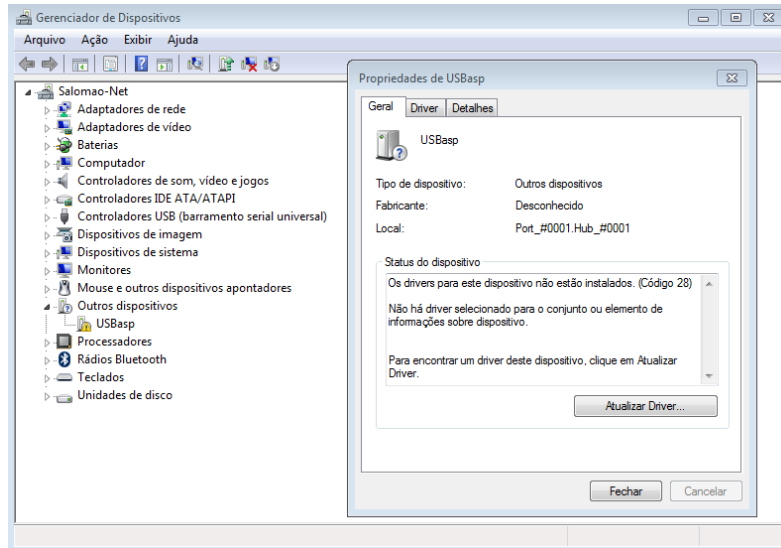 Gerenciador de Dispositivos
Arquivo Ação Exibir Ajuda
Salomao-Net
Adaptadores de rede
Adaptadores de vídeo
Baterias
Computador
Controladores de som, vídeo e jogos
Controladores IDE ATA/ATAPI
Controladores USB (barramento serial universal)
Dispositivos de imagem
Dispositivos de sistema
Monitores
Mouse e outros dispositivos apontadores
Outros dispositivos
USBasp
Processadores
Rádios Bluetooth
Teclados
Unidades de disco
Propriedades de USBasp
Geral Driver Detalhes
USBasp
Tipo de dispositivo: Outros dispositivos
Fabricante: Desconhecido
Local: Port_#0001.Hub_#0001
Status do dispositivo
Os drivers para este dispositivo não estão instalados. (Código 28)
Não há driver selecionado para o conjunto ou elemento de
informações sobre dispositivo.
Para encontrar um driver deste dispositivo, clique em Atualizar
Driver.
Atualizar Driver...
Fechar Cancelar